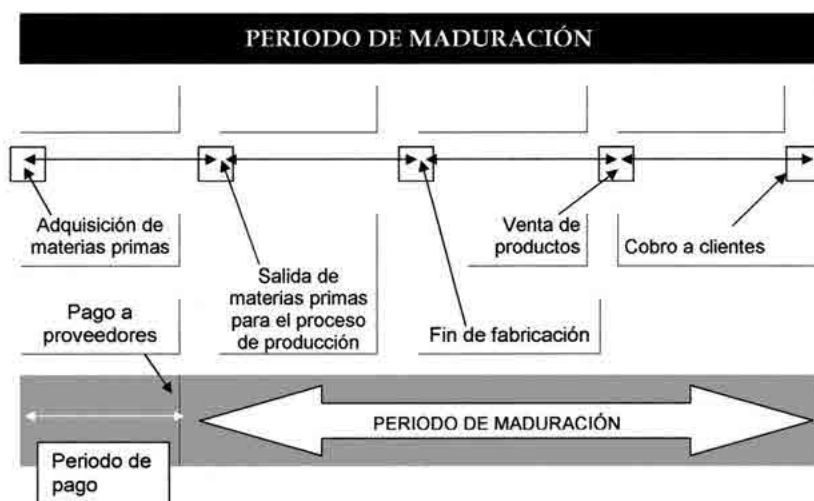 PERIODO DE MADURACIÓN
Adquisición de
materias primas
Salida de
materias primas
para el proceso
de producción
Venta de
productos
Cobro a clientes
Pago a
proveedores
Fin de fabricación
PERIODO DE MADURACIÓN
Periodo de
pago